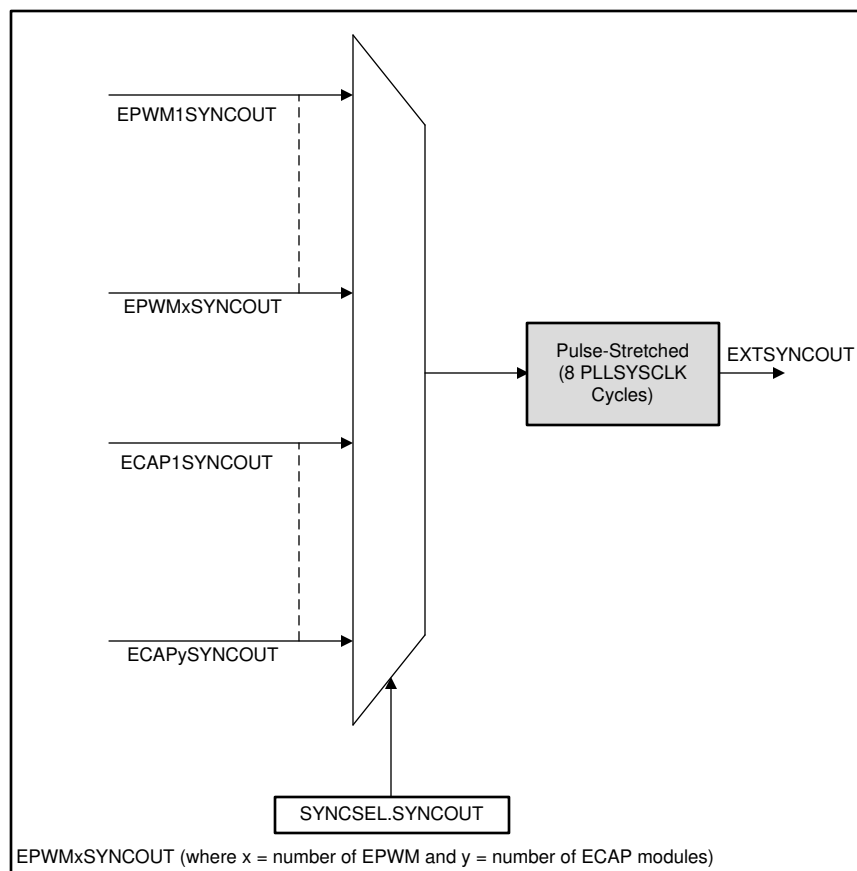 EPWM1SYNCOUT
EPWMxSYNCOUT
Pulse-Stretched
(8 PLLSYSCLK
Cycles)
EXTSYNCOUT
ECAP1SYNCOUT
ECAPySYNCOUT
SYNCSEL.SYNCOUT
EPWMxSYNCOUT (where x = number of EPWM and y = number of ECAP modules)